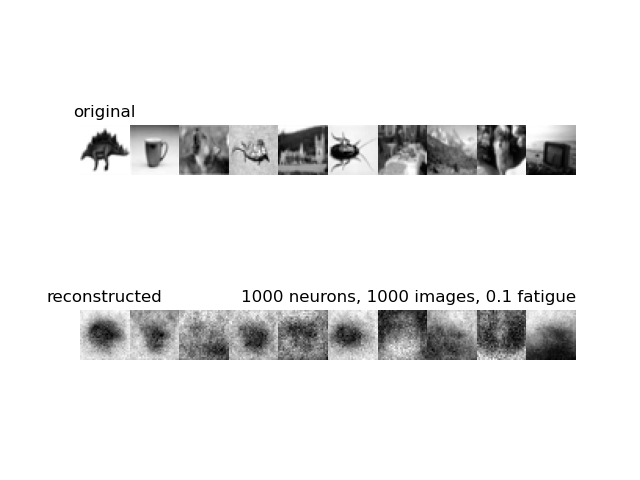 original
reconstructed
1000 neurons, 1000 images, 0.1 fatigue